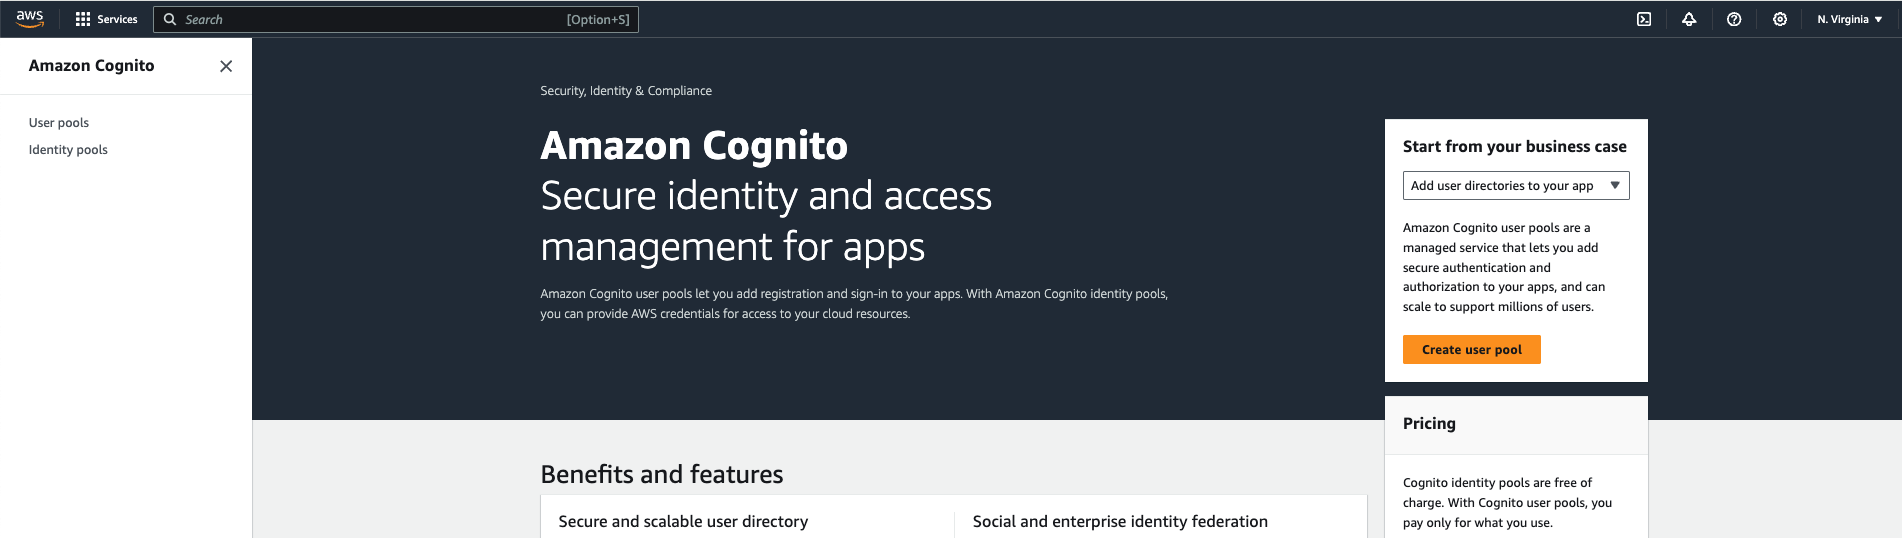 aws
Services
Search
[Option+S]
N. Virginia
Amazon Cognito
User pools
Identity pools
Security, Identity & Compliance
Amazon Cognito
Secure identity and access
management for apps
Amazon Cognito user pools let you add registration and sign-in to your apps. With Amazon Cognito identity pools,
you can provide AWS credentials for access to your cloud resources.
Start from your business case
Add user directories to your app
Amazon Cognito user pools are a
managed service that lets you add
secure authentication and
authorization to your apps, and can
scale to support millions of users.
Create user pool
Pricing
Cognito identity pools are free of
charge. With Cognito user pools, you
pay only for what you use.
Benefits and features
Secure and scalable user directory
Social and enterprise identity federation